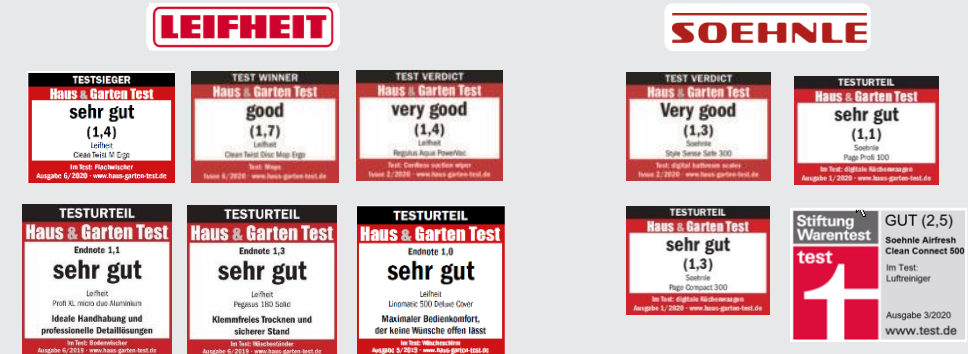 LEIFHEIT
SOEHNLE
TESTSIEGER
Haus & Garten Test
sehr gut
(1,4)
Leifheit
Clean Twist M Ergo
Im Test: Flachwischer
Ausgabe 6/2020 - www.haus-garten-test.de
TEST WINNER
Haus & Garten Test
good
(1,7)
Leifheit
Clean Twist Disc Mop Ergo
Test: Mops
Issue 6/2020 - www.haus-garten-test.de
TEST VERDICT
Haus & Garten Test
very good
(1,4)
Leifheit
Regulus Aqua PowerVac
Test: Cordless suction wiper
Issue 2/2020 - www.haus-garten-test.de
TEST VERDICT
Haus & Garten Test
Very good
(1,3)
Soehnle
Style Sense Safe 300
Test: digital bathroom scales
Issue 2/2020 - www.haus-garten-test.de
TESTURTEIL
Haus & Garten Test
sehr gut
(1,1)
Soehnle
Page Profi 100
Im Test: digitale Küchenwaagen
Ausgabe 1/2020 - www.haus-garten-test.de
TESTURTEIL
Haus & Garten Test
Endnote 1,1
sehr gut
Leifheit
Profi XL micro duo Aluminium
Ideale Handhabung und
professionelle Detaillösungen
Im Test: Bodenwischer
Ausgabe 6/2019 - www.haus-garten-test.de
TESTURTEIL
Haus & Garten Test
Endnote 1,3
sehr gut
Leifheit
Pegasus 180 Solid
Klemmfreies Trocknen und
sicherer Stand
Im Test: Wäscheständer
Ausgabe 6/2019 - www.haus-garten-test.de
TESTURTEIL
Haus & Garten Test
Endnote 1,0
sehr gut
Leifheit
Linomatic 500 Deluxe Cover
Maximaler Bedienkomfort,
der keine Wünsche offen lässt
Im Test: Wäscheschirm
Ausgabe 5/2019 - www.haus-garten-test.de
TESTURTEIL
Haus & Garten Test
sehr gut
(1,3)
Soehnle
Page Compact 300
Im Test: digitale Küchenwaagen
Ausgabe 1/2020 - www.haus-garten-test.de
Stiftung
Warentest
test
GUT (2,5)
Soehnle Airfresh
Clean Connect 500
Im Test:
Luftreiniger
Ausgabe 3/2020
www.test.de